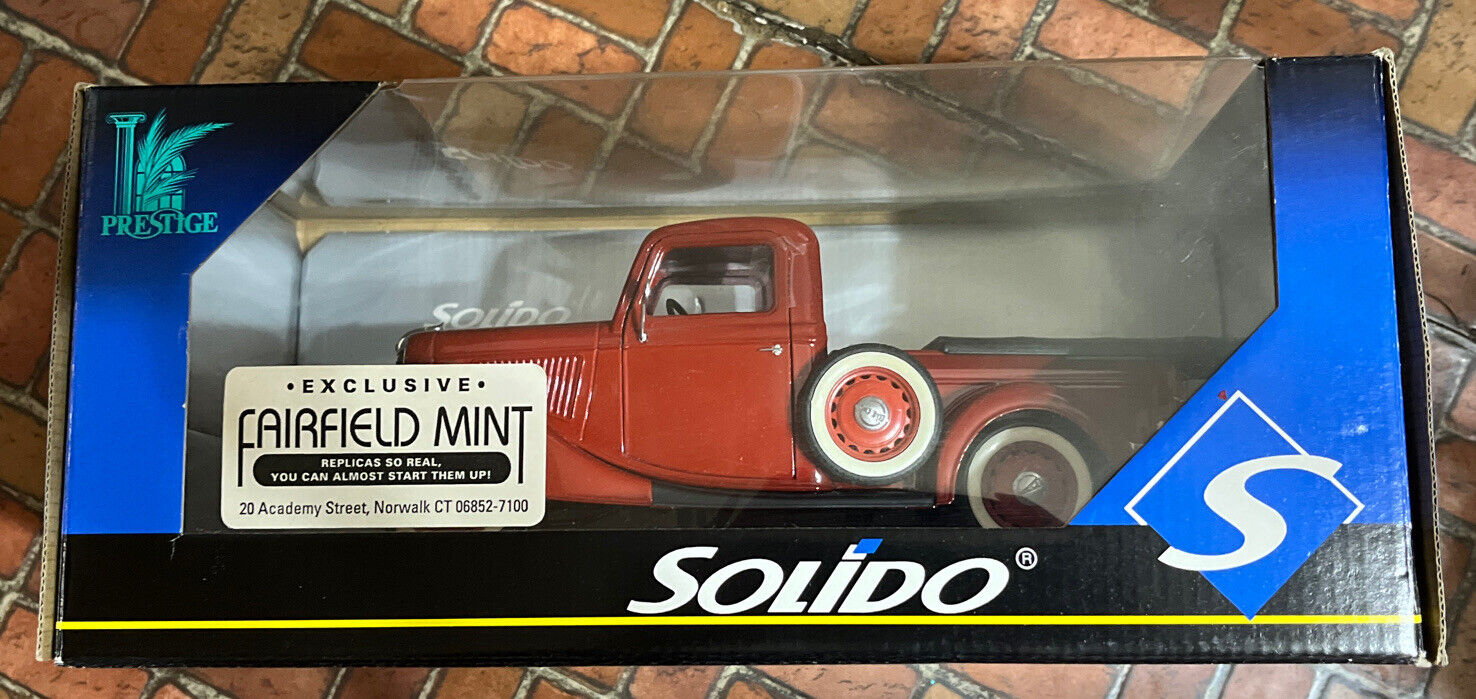 PRESTIGE
SOLIDO
• EXCLUSIVE •
FAIRFIELD MINT
REPLICAS SO REAL,
YOU CAN ALMOST START THEM UP!
20 Academy Street, Norwalk CT 06852-7100
S
SOLIDO®